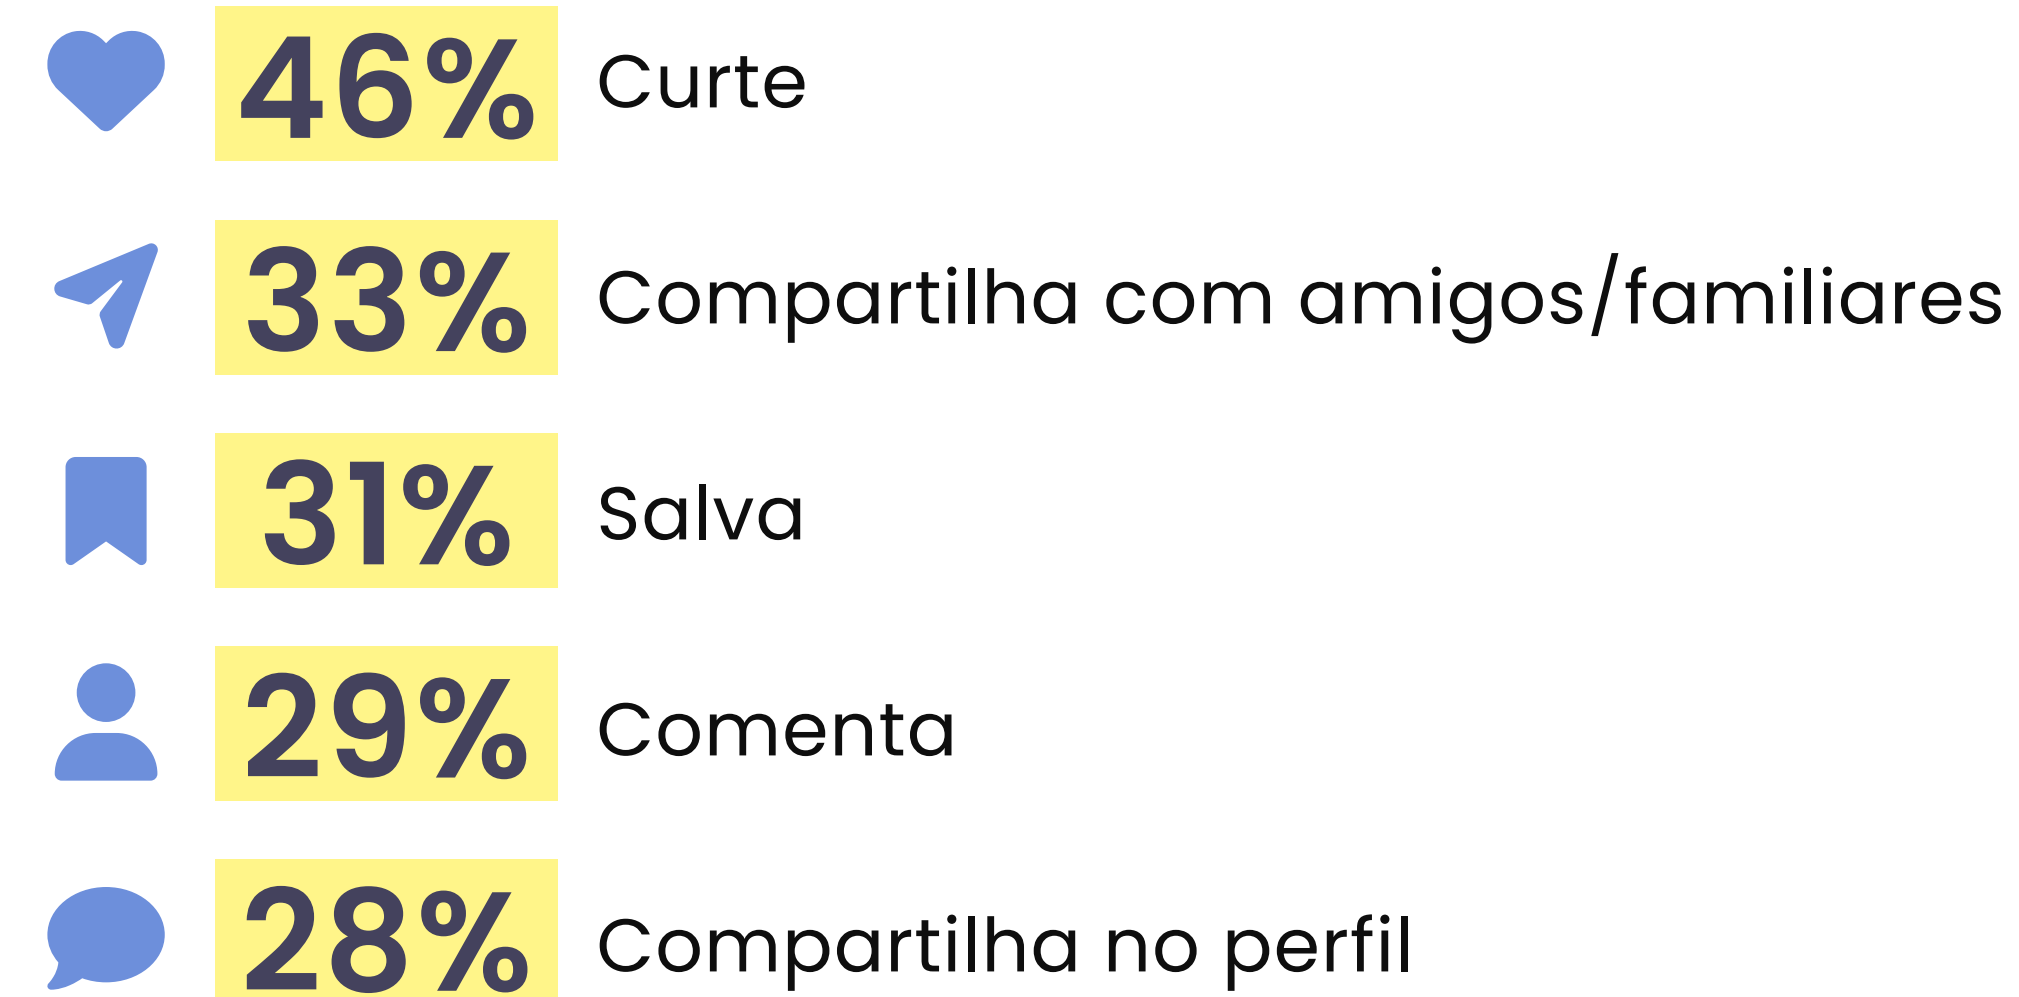 46% Curte
33% Compartilha com amigos/familiares
31% Salva
29% Comenta
28% Compartilha no perfil